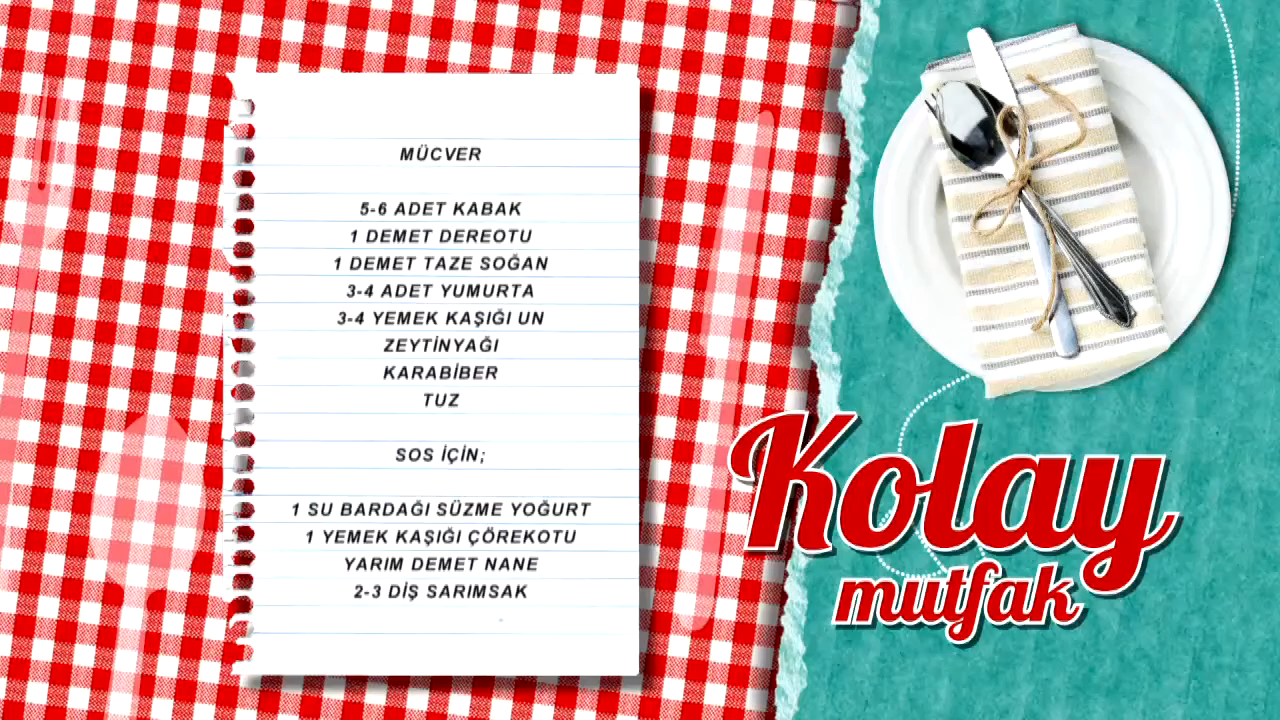 MÜCVER
5-6 ADET KABAK
1 DEMET DEREOTU
1 DEMET TAZE SOĞAN
3-4 ADET YUMURTA
3-4 YEMEK KAŞIĞI UN
ZEYTİNYAĞI
KARABİBER
TUZ
SOS İÇİN;
1 SU BARDAĞI SÜZME YOĞURT
1 YEMEK KAŞIĞI ÇÖREKOTU
YARIM DEMET NANE
2-3 DİŞ SARIMSAK
Kolay
mutfak